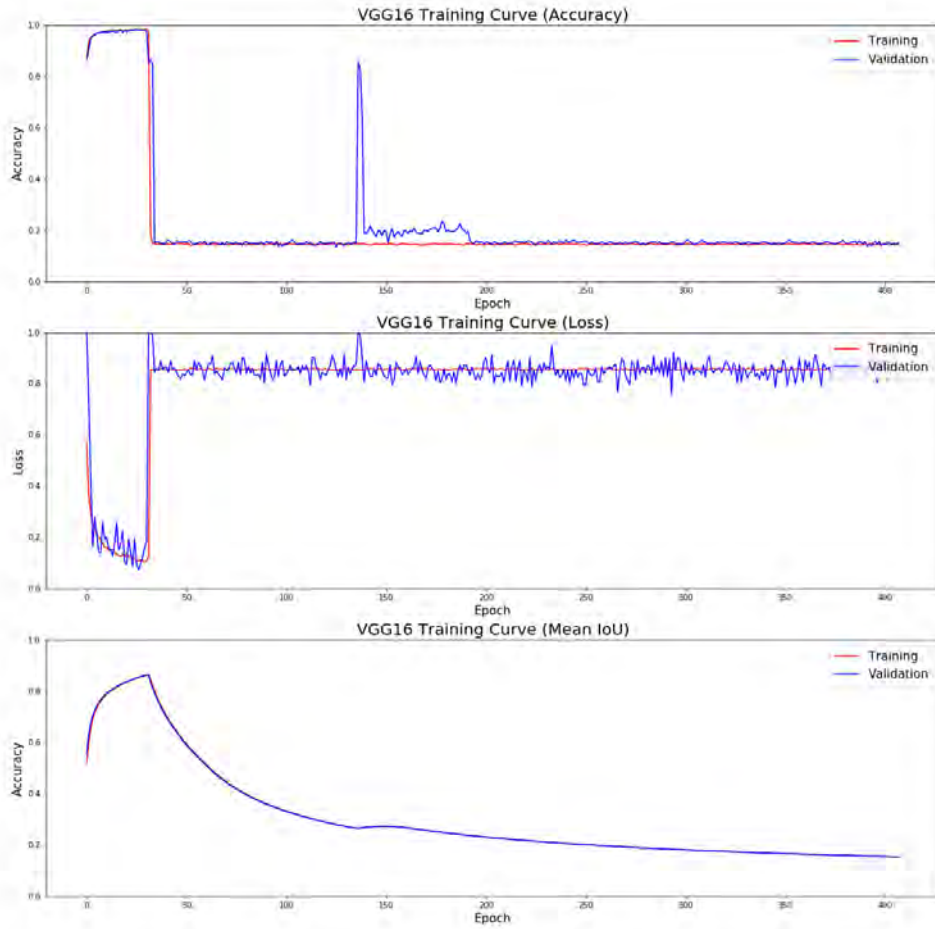 VGG16 Training Curve (Accuracy)
1.0
0.8
0.6
0.4
0.2
0.0
Accuracy
Training
Validation
0 50 100 150 200 250 300 350 400
Epoch
VGG16 Training Curve (Loss)
1.0
0.8
0.6
0.4
0.2
0.0
Loss
Training
Validation
0 50 100 150 200 250 300 350 400
Epoch
VGG16 Training Curve (Mean IoU)
1.0
0.8
0.6
0.4
0.2
0.0
Accuracy
Training
Validation
0 50 100 150 200 250 300 350 400
Epoch